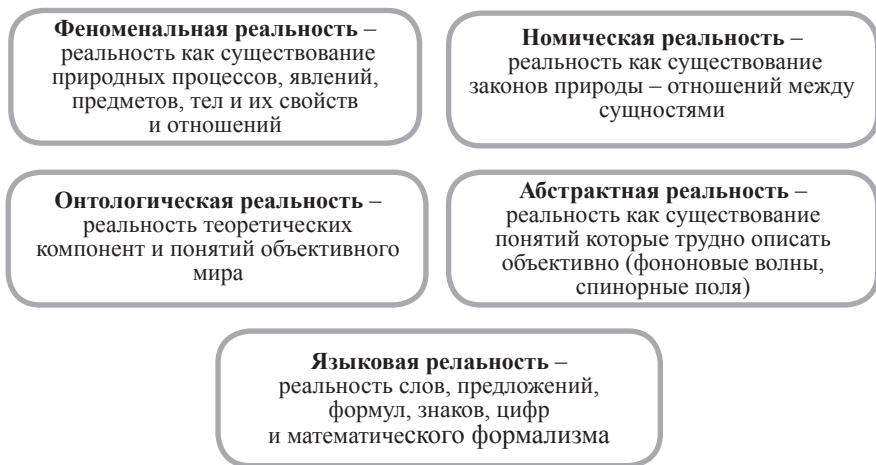 Феноменальная реальность –
реальность как существование
природных процессов, явлений,
предметов, тел и их свойств
и отношений
Номическая реальность –
реальность как существование
законов природы – отношений между
сущностями
Онтологическая реальность –
реальность теоретических
компонент и понятий объективного
мира
Абстрактная реальность –
реальность как существование
понятий которые трудно описать
объективно (фононовые волны,
спинорные поля)
Языковая релаьность –
реальность слов, предложений,
формул, знаков, цифр
и математического формализма